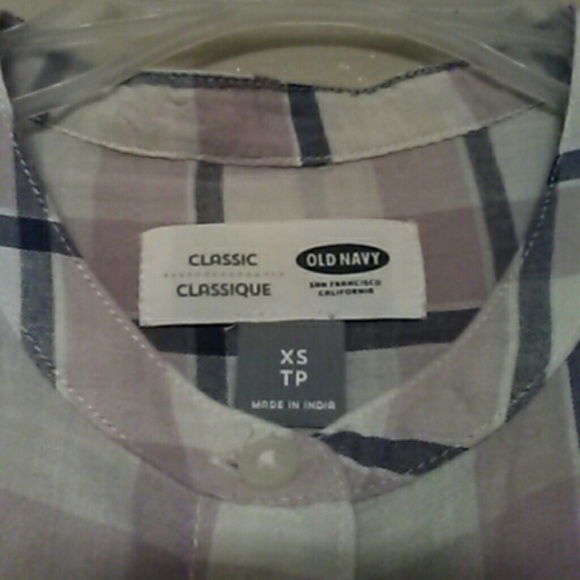 CLASSIC
CLASSIQUE
OLD NAVY
SAN FRANCISCO
CALIFORNIA
XS
TP
MADE IN INDIA